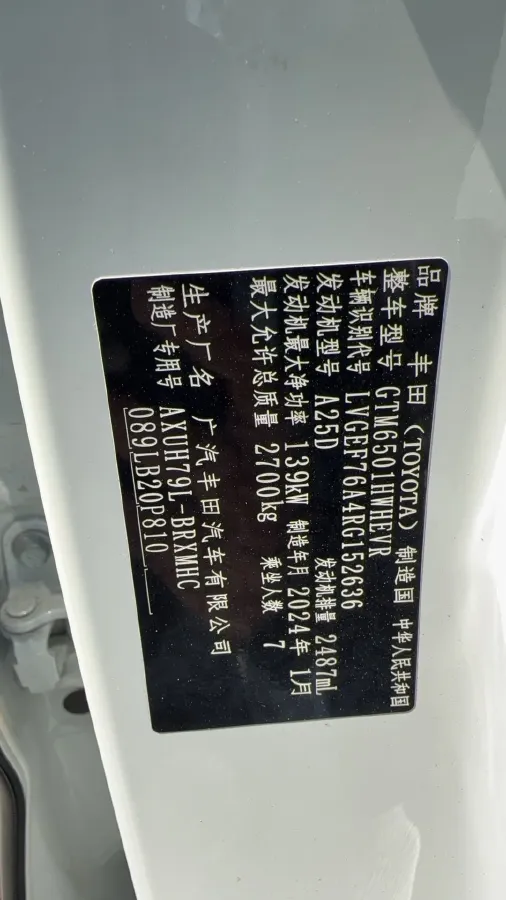 品牌 丰田(TOYOTA) 制造国 中华人民共和国
整车型号 GTM6501HWHEVR
车辆识别代号 LVGEF76A4RG152636
发动机型号 A25D 发动机排量 2487mL
发动机最大净功率 139kW 制造年月 2024年1月
最大允许总质量 2700kg 乘坐人数 7
生产厂名 广汽丰田汽车有限公司
制造厂专用号 AXUH79L-BRXMHC
089LB20P810